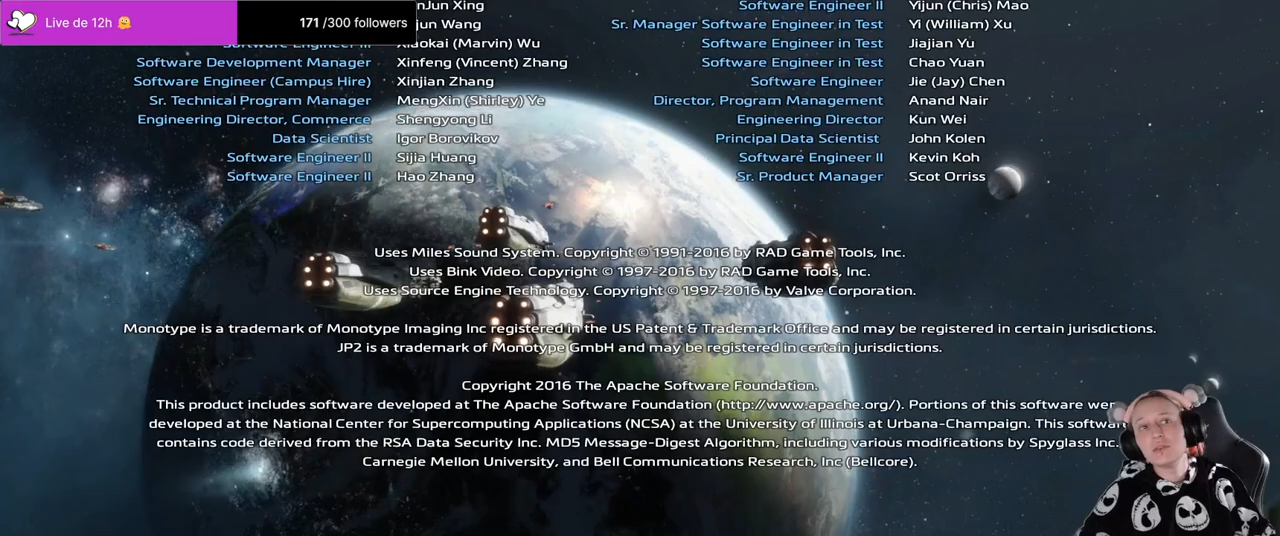 Live de 12h 🫠 171 /300 followers
Xing Software Engineer II Yijun (Chris) Mao
Wang Sr. Manager Software Engineer in Test Yi (William) Xu
Software Engineer III Xiaokai (Marvin) Wu Software Engineer in Test Jiajian Yu
Software Development Manager Xinfeng (Vincent) Zhang Software Engineer in Test Chao Yuan
Software Engineer (Campus Hire) Xinjian Zhang Software Engineer Jie (Jay) Chen
Sr. Technical Program Manager MengXin (Shirley) Ye Director, Program Management Anand Nair
Engineering Director, Commerce Shengyong Li Engineering Director Kun Wei
Data Scientist Igor Borovikov Principal Data Scientist John Kolen
Software Engineer II Sijia Huang Software Engineer II Kevin Koh
Software Engineer II Hao Zhang Sr. Product Manager Scot Orriss
Uses Miles Sound System. Copyright © 1991-2016 by RAD Game Tools, Inc.
Uses Bink Video. Copyright © 1997-2016 by RAD Game Tools, Inc.
Uses Source Engine Technology. Copyright © 1997-2016 by Valve Corporation.
Monotype is a trademark of Monotype Imaging Inc registered in the US Patent & Trademark Office and may be registered in certain jurisdictions.
JP2 is a trademark of Monotype GmbH and may be registered in certain jurisdictions.
Copyright 2016 The Apache Software Foundation.
This product includes software developed at The Apache Software Foundation (http://www.apache.org/). Portions of this software wer
developed at the National Center for Supercomputing Applications (NCSA) at the University of Illinois at Urbana-Champaign. This softwar
contains code derived from the RSA Data Security Inc. MD5 Message-Digest Algorithm, including various modifications by Spyglass Inc.
Carnegie Mellon University, and Bell Communications Research, Inc (Bellcore).